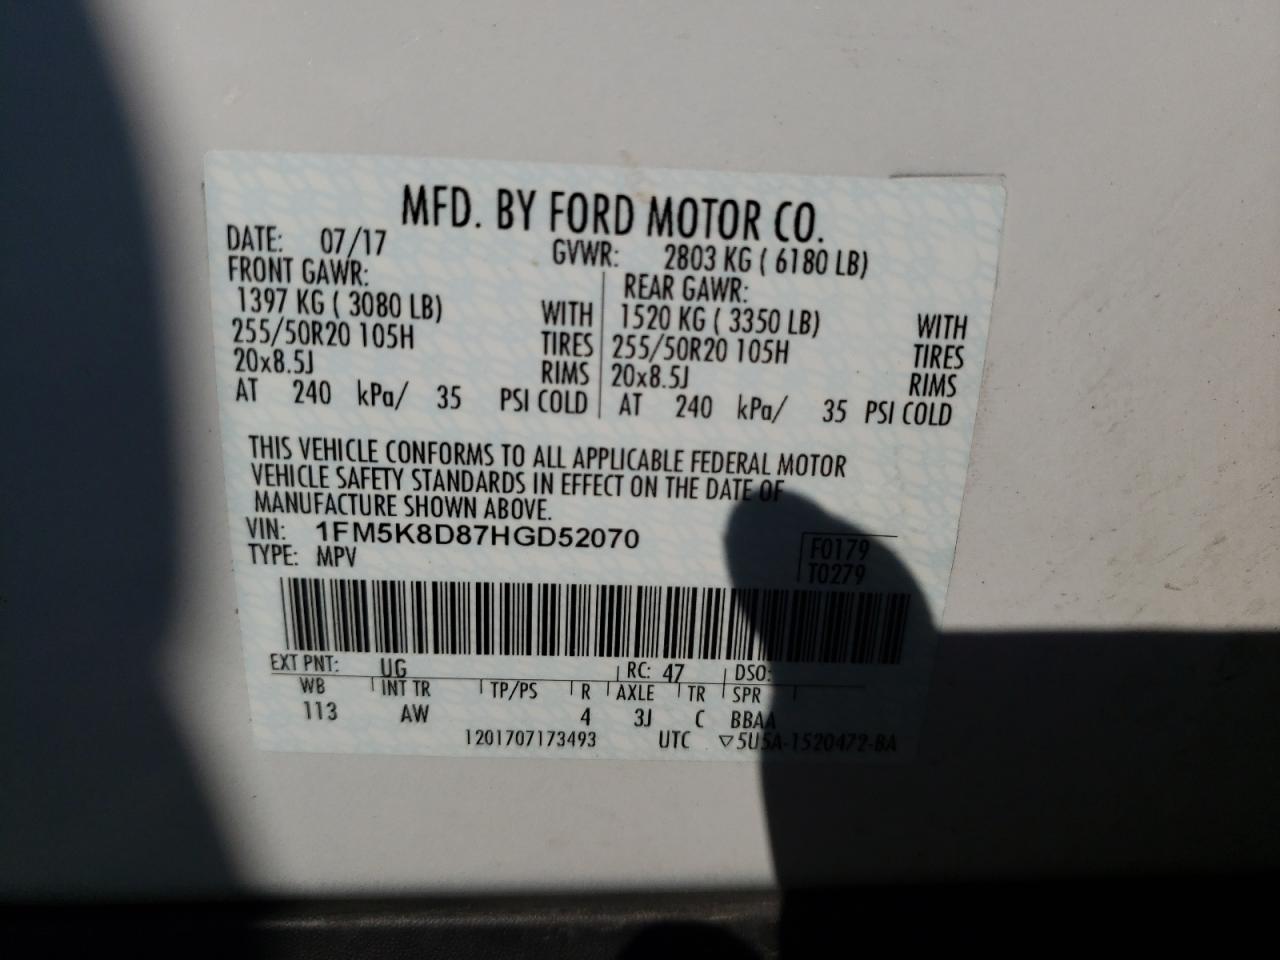 MFD. BY FORD MOTOR CO.
DATE: 07/17 GVWR: 2803 KG ( 6180 LB)
FRONT GAWR: REAR GAWR:
1397 KG ( 3080 LB) WITH 1520 KG ( 3350 LB) WITH
255/50R20 105H TIRES 255/50R20 105H TIRES
20x8.5J RIMS 20x8.5J RIMS
AT 240 kPa/ 35 PSI COLD AT 240 kPa/ 35 PSI COLD
THIS VEHICLE CONFORMS TO ALL APPLICABLE FEDERAL MOTOR
VEHICLE SAFETY STANDARDS IN EFFECT ON THE DATE OF
MANUFACTURE SHOWN ABOVE.
VIN: 1FM5K8D87HGD52070 F0179
TYPE: MPV T0279
EXT PNT: UG RC: 47 DSO:
WB INT TR TP/PS R AXLE TR SPR
113 AW 4 3J C BBAA
1201707173493 UTC ▽5U5A-1520472-BA